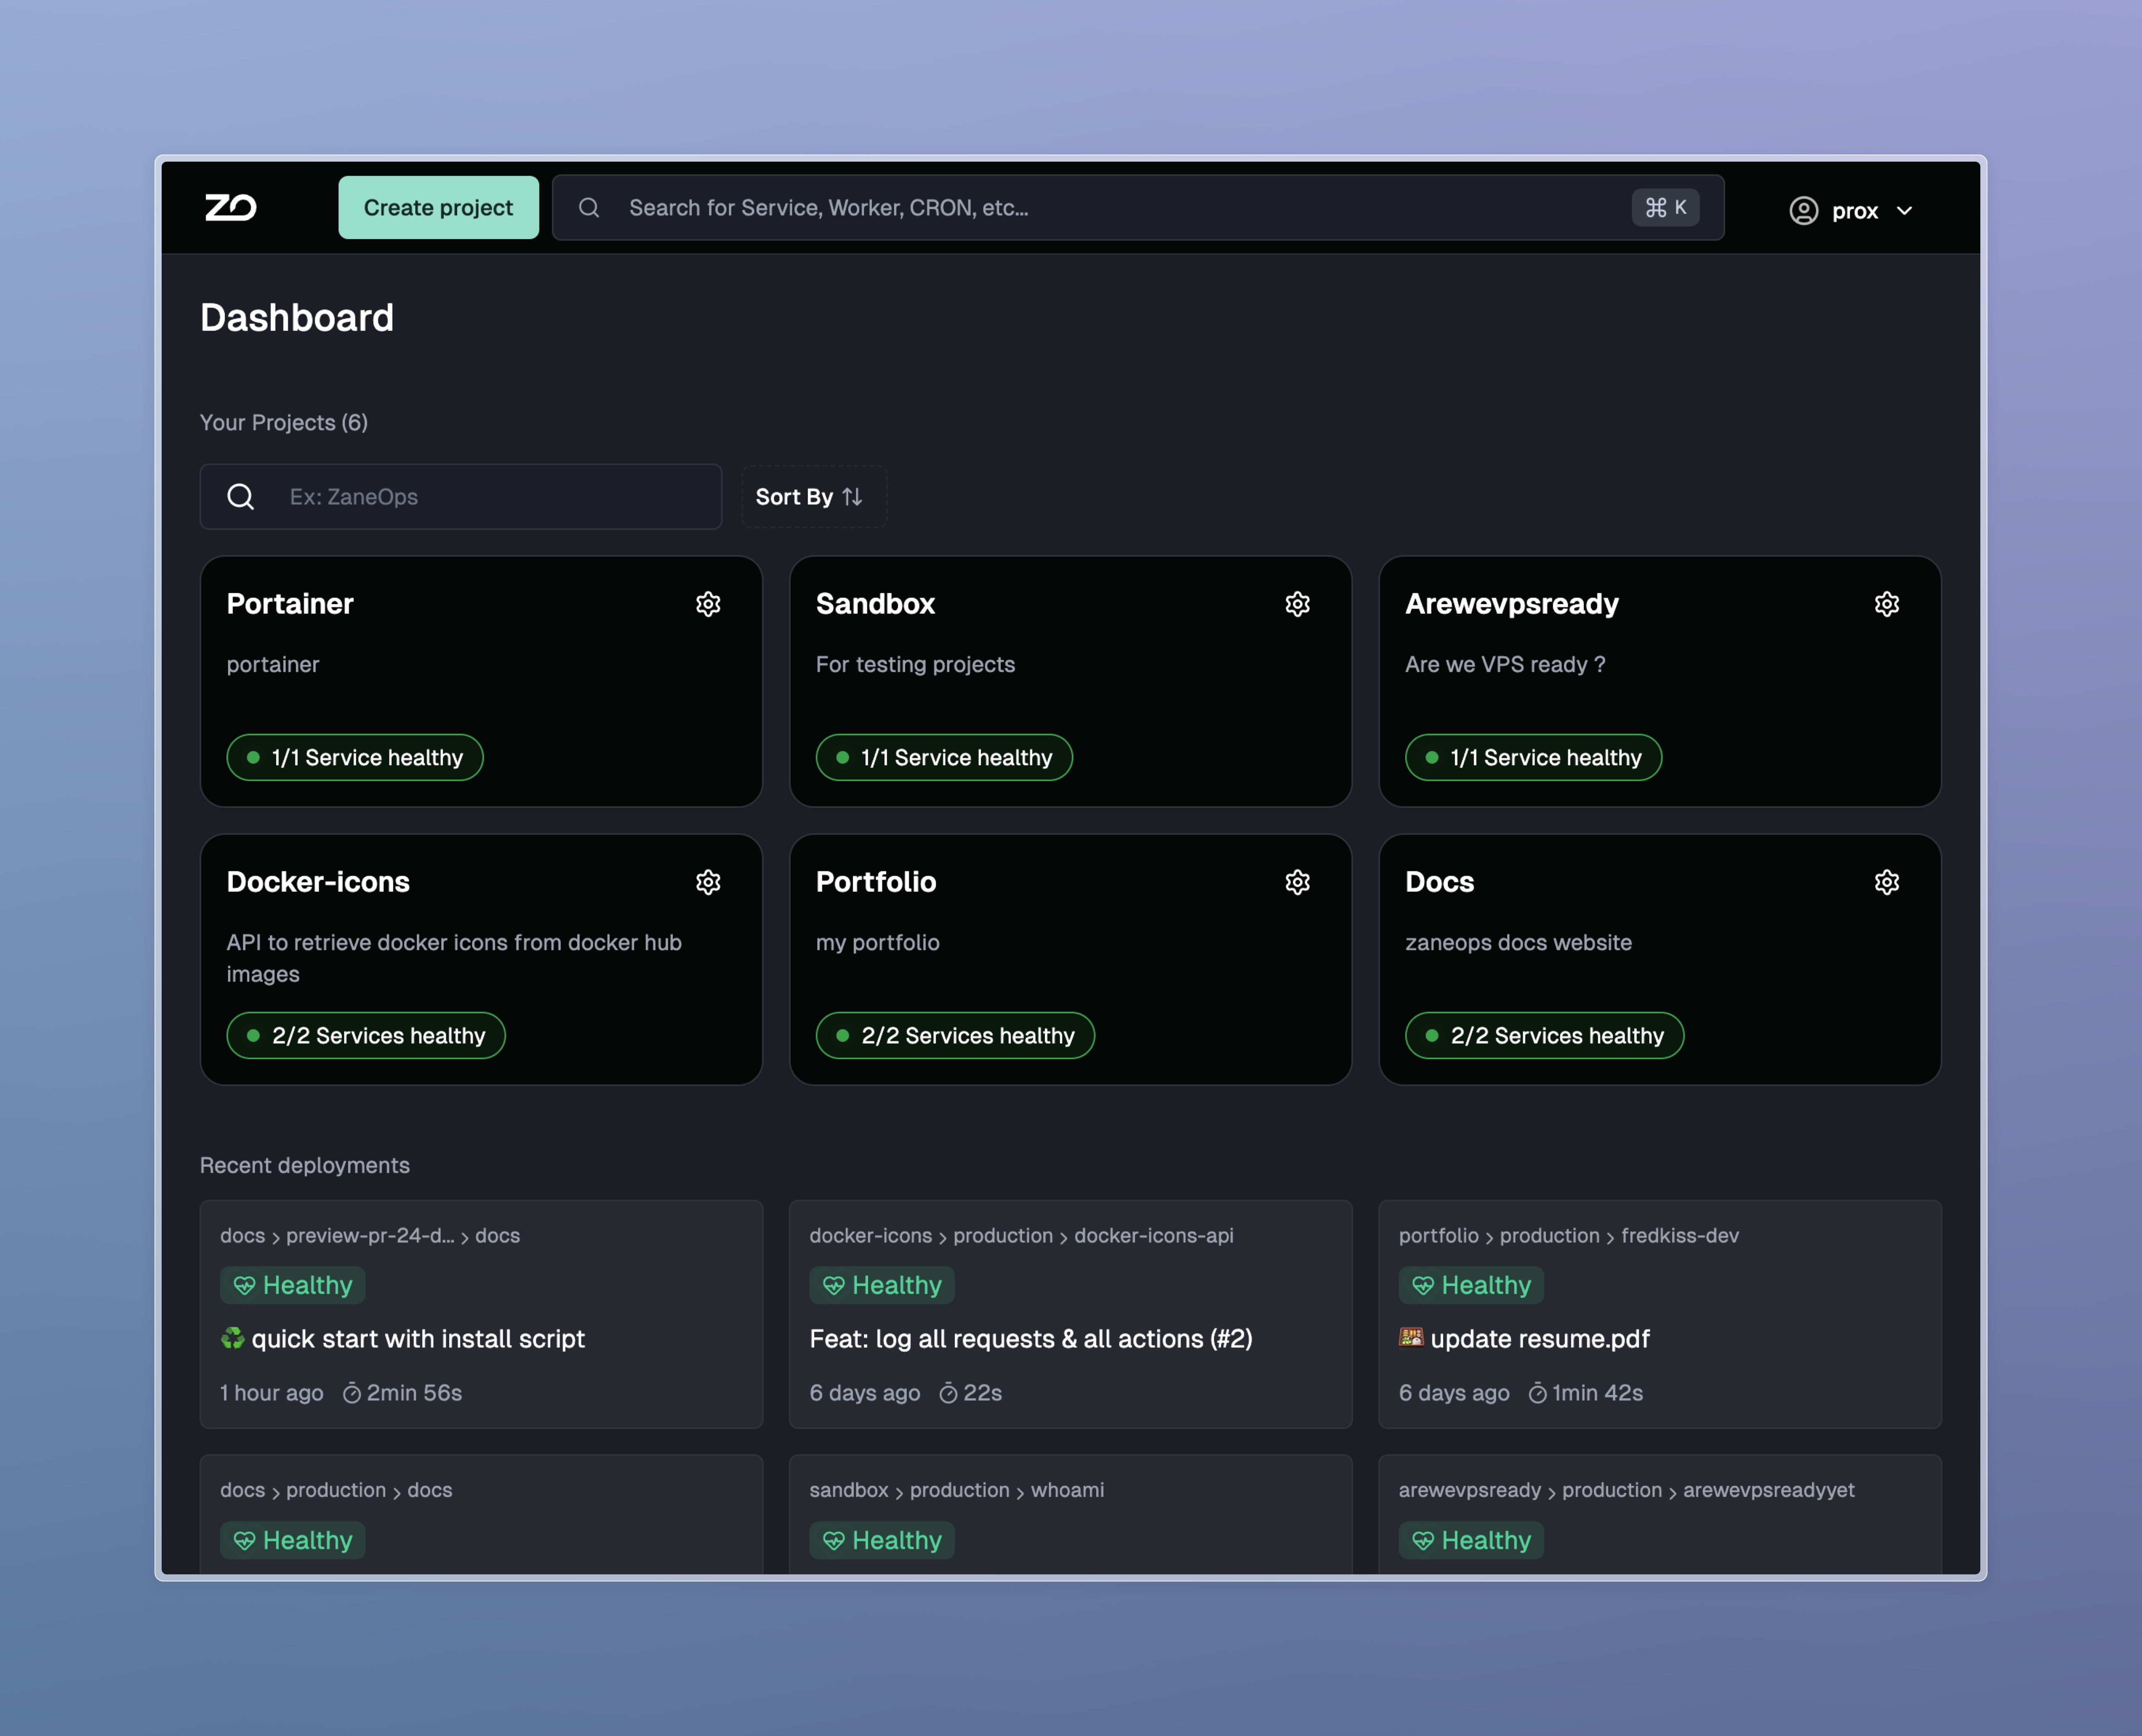 ZO
Create project
Search for Service, Worker, CRON, etc...
⌘ K
prox
Dashboard
Your Projects (6)
Ex: ZaneOps
Sort By
Portainer
portainer
1/1 Service healthy
Sandbox
For testing projects
1/1 Service healthy
Arewevpsready
Are we VPS ready ?
1/1 Service healthy
Docker-icons
API to retrieve docker icons from docker hub
images
2/2 Services healthy
Portfolio
my portfolio
2/2 Services healthy
Docs
zaneops docs website
2/2 Services healthy
Recent deployments
docs > preview-pr-24-d... > docs
Healthy
♻️ quick start with install script
1 hour ago 2min 56s
docker-icons > production > docker-icons-api
Healthy
Feat: log all requests & all actions (#2)
6 days ago 22s
portfolio > production > fredkiss-dev
Healthy
🍱 update resume.pdf
6 days ago 1min 42s
docs > production > docs
Healthy
sandbox > production > whoami
Healthy
arewevpsready > production > arewevpsreadyyet
Healthy